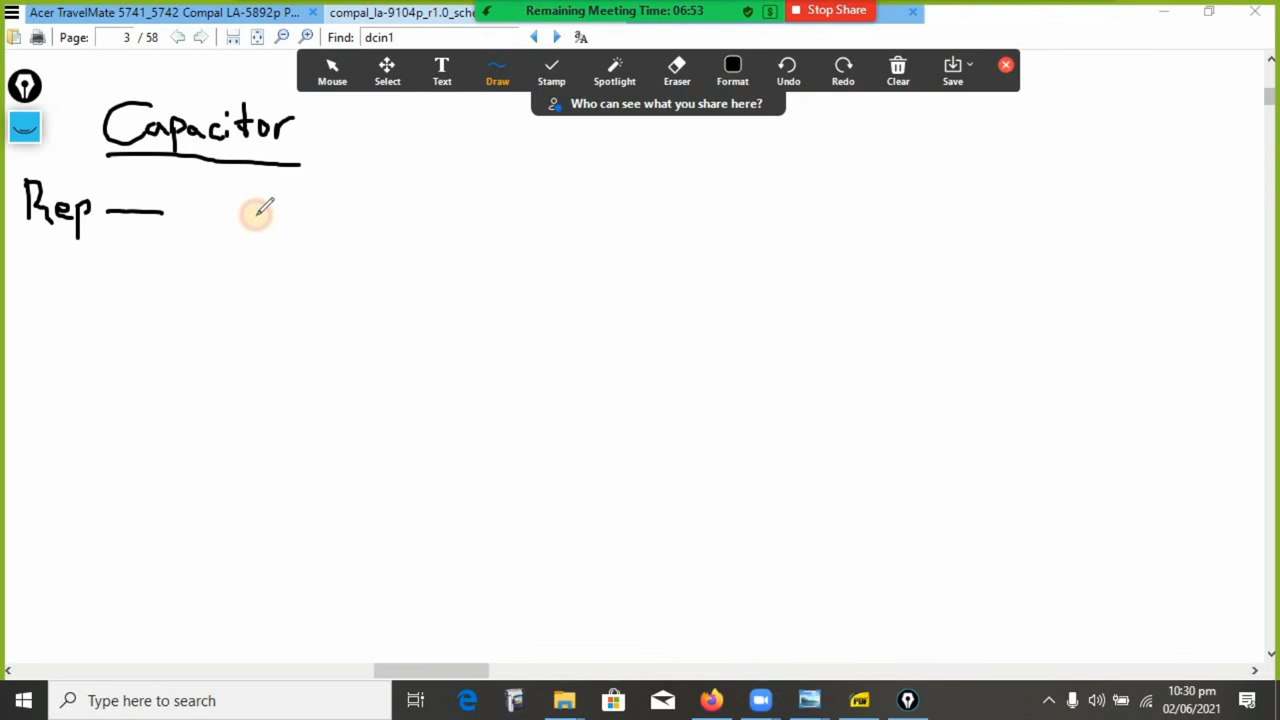 Acer TravelMate 5741_5742 Compal LA-5892p P...
compal_la-9104p_r1.0_sche
Remaining Meeting Time: 06:53
Stop Share
Page: 3 / 58
Find: dcin1
Mouse Select Text Draw Stamp Spotlight Eraser Format Undo Redo Clear Save
Who can see what you share here?
Capacitor
Rep —
Type here to search
10:30 pm
02/06/2021